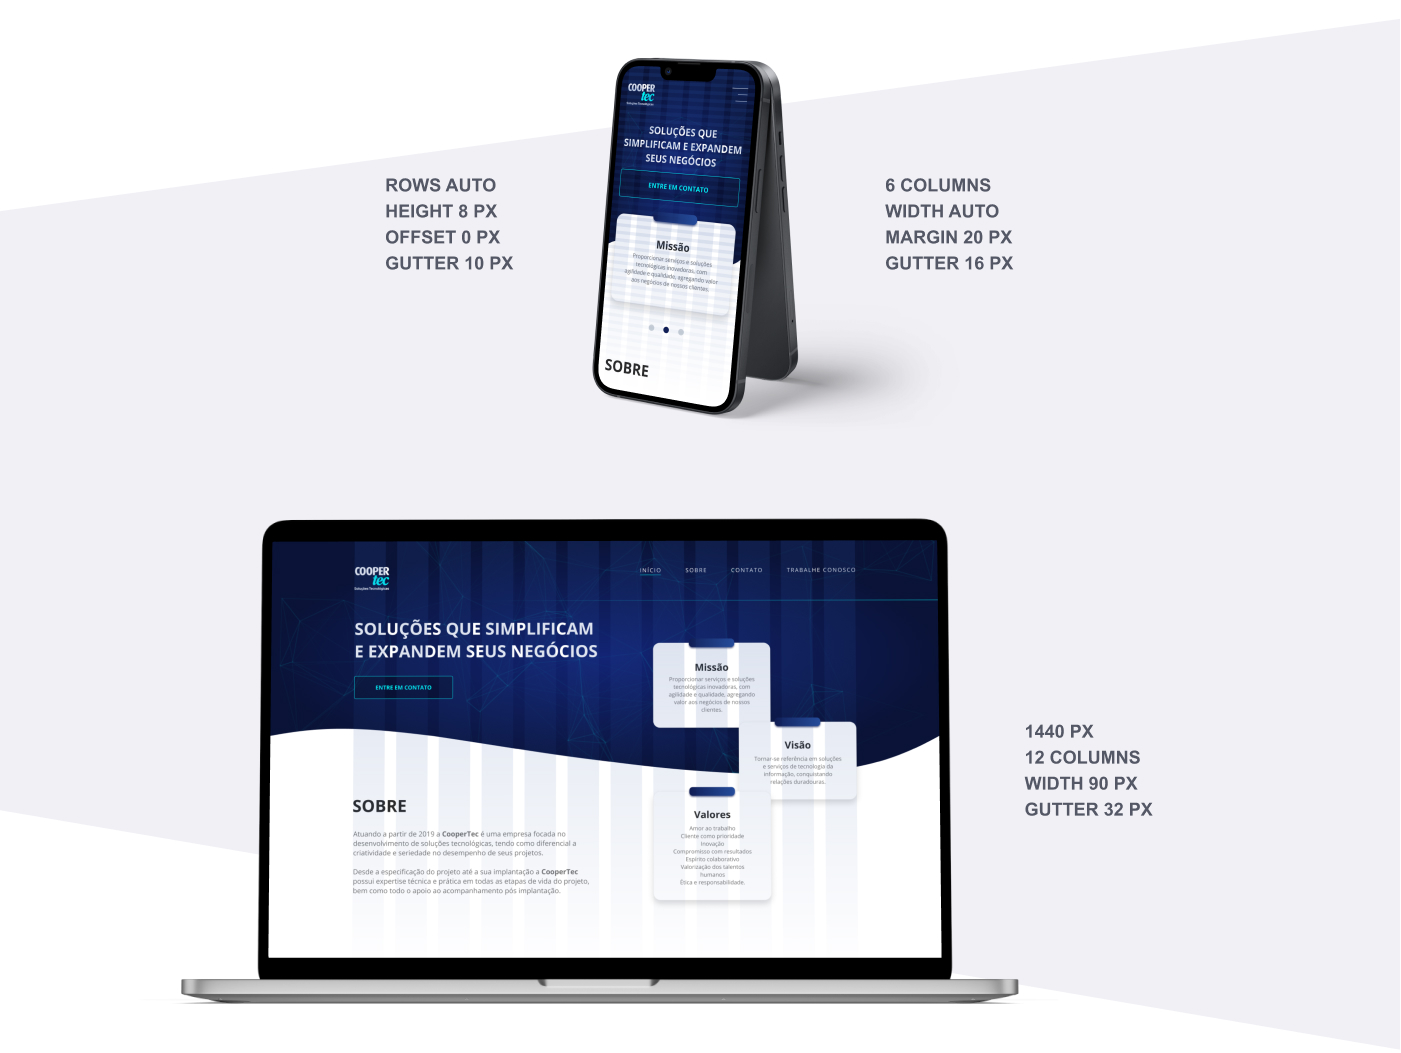 COOPER
tec
Soluções Tecnológicas
SOLUÇÕES QUE
SIMPLIFICAM E EXPANDEM
SEUS NEGÓCIOS
ENTRE EM CONTATO
Missão
Proporcionar serviços e soluções
tecnológicas inovadoras, com
agilidade e qualidade, agregando valor
aos negócios de nossos clientes.
SOBRE
ROWS AUTO
HEIGHT 8 PX
OFFSET 0 PX
GUTTER 10 PX
6 COLUMNS
WIDTH AUTO
MARGIN 20 PX
GUTTER 16 PX
COOPER
tec
Soluções Tecnológicas
INÍCIO SOBRE CONTATO TRABALHE CONOSCO
SOLUÇÕES QUE SIMPLIFICAM
E EXPANDEM SEUS NEGÓCIOS
ENTRE EM CONTATO
Missão
Proporcionar serviços e soluções
tecnológicas inovadoras, com
agilidade e qualidade, agregando
valor aos negócios de nossos
clientes.
Visão
Tornar-se referência em soluções
e serviços de tecnologia da
informação, conquistando
relações duradouras.
Valores
Amor ao trabalho
Cliente como prioridade
Inovação
Compromisso com resultados
Espírito colaborativo
Valorização dos talentos
humanos
Ética e responsabilidade.
SOBRE
Atuando a partir de 2019 a CooperTec é uma empresa focada no
desenvolvimento de soluções tecnológicas, tendo como diferencial a
criatividade e seriedade no desempenho de seus projetos.
Desde a especificação do projeto até a sua implantação a CooperTec
possui expertise técnica e prática em todas as etapas de vida do projeto,
bem como todo o apoio ao acompanhamento pós implantação.
1440 PX
12 COLUMNS
WIDTH 90 PX
GUTTER 32 PX